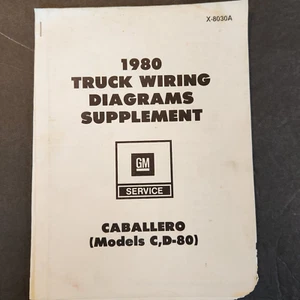 X-8030A
1980
TRUCK WIRING
DIAGRAMS
SUPPLEMENT
GM
SERVICE
CABALLERO
(Models C,D-80)